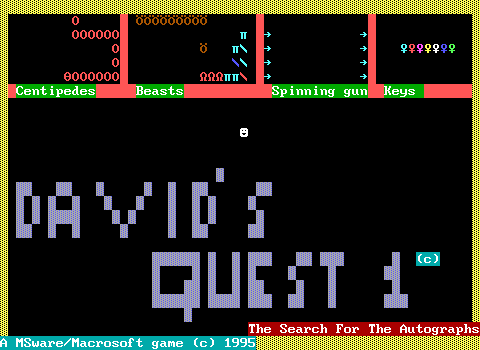 Centipedes Beasts Spinning gun Keys
DAVID'S
QUEST 1 (c)
The Search For The Autographs
A MSware/Macrosoft game (c) 1995